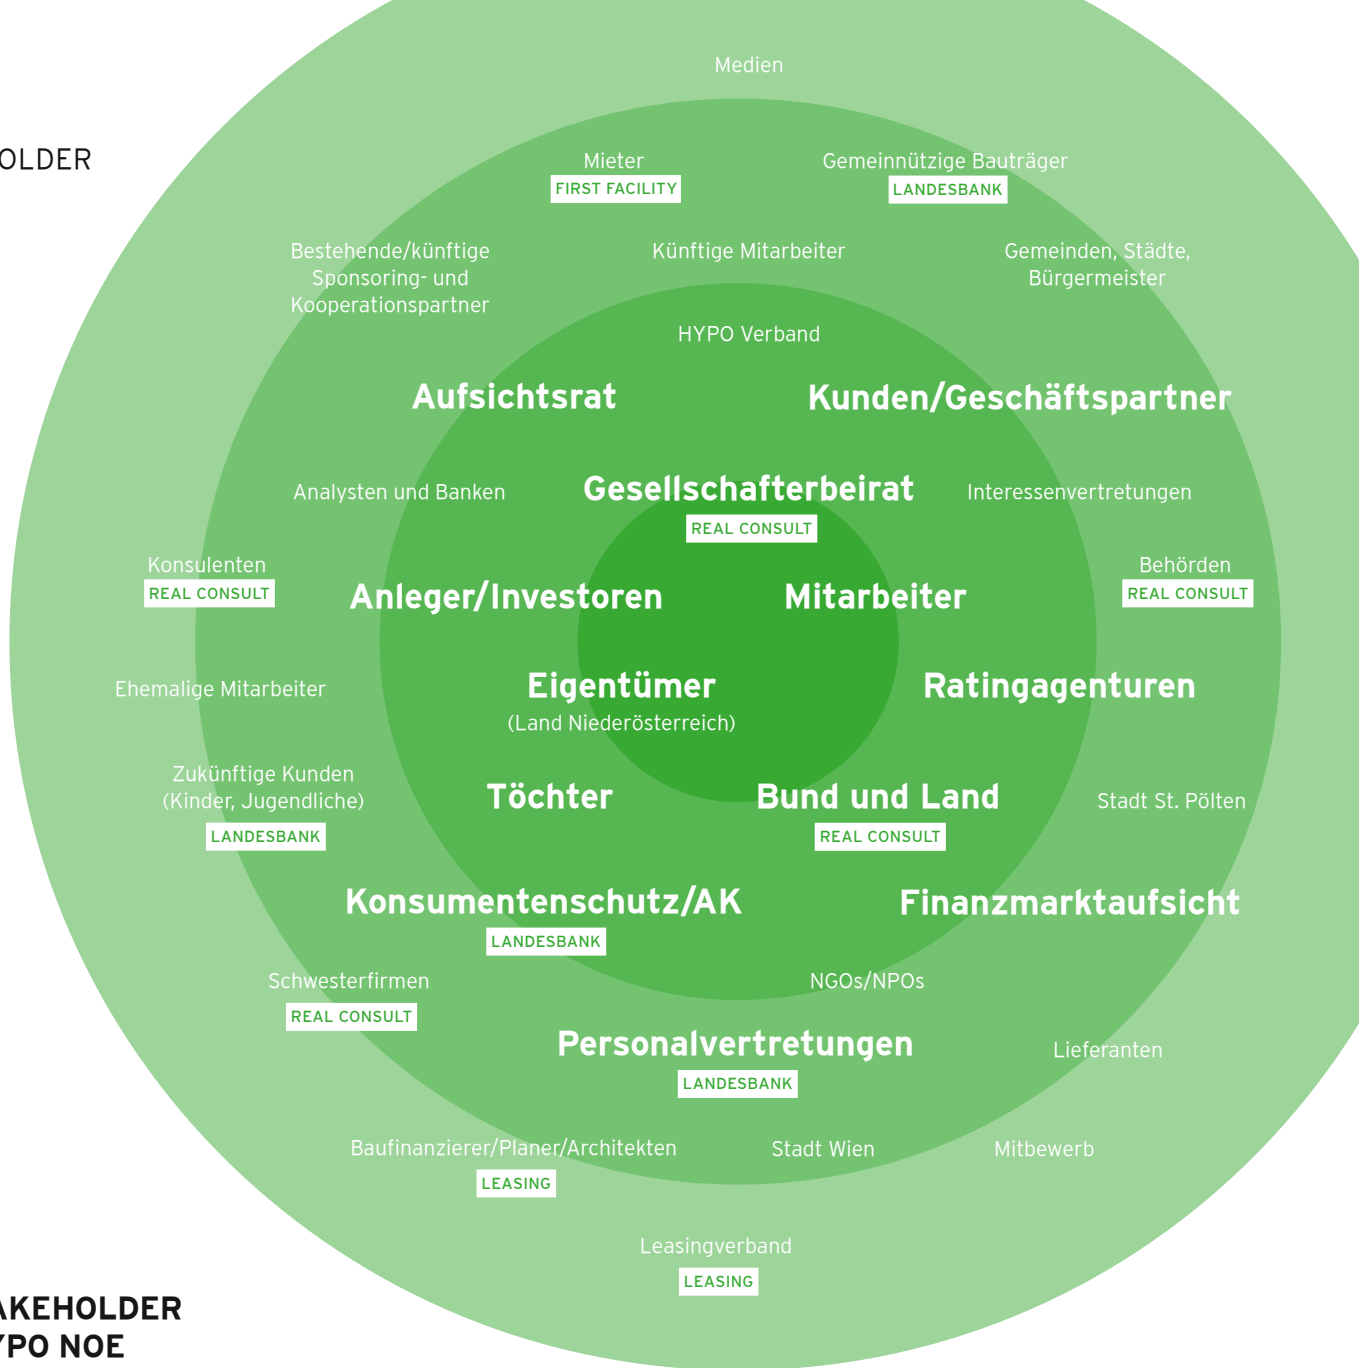 Medien
OLDER
Mieter
FIRST FACILITY
Gemeinnützige Bauträger
LANDESBANK
Bestehende/künftige
Sponsoring- und
Kooperationspartner
Künftige Mitarbeiter
Gemeinden, Städte,
Bürgermeister
HYPO Verband
Aufsichtsrat
Kunden/Geschäftspartner
Analysten und Banken
Gesellschafterbeirat
REAL CONSULT
Interessenvertretungen
Konsulenten
REAL CONSULT
Anleger/Investoren
Mitarbeiter
Behörden
REAL CONSULT
Ehemalige Mitarbeiter
Eigentümer
(Land Niederösterreich)
Ratingagenturen
Zukünftige Kunden
(Kinder, Jugendliche)
LANDESBANK
Töchter
Bund und Land
REAL CONSULT
Stadt St. Pölten
Konsumentenschutz/AK
LANDESBANK
Finanzmarktaufsicht
Schwesterfirmen
REAL CONSULT
NGOs/NPOs
Personalvertretungen
LANDESBANK
Lieferanten
Baufinanzierer/Planer/Architekten
LEASING
Stadt Wien
Mitbewerb
Leasingverband
LEASING
AKEHOLDER
YPO NOE